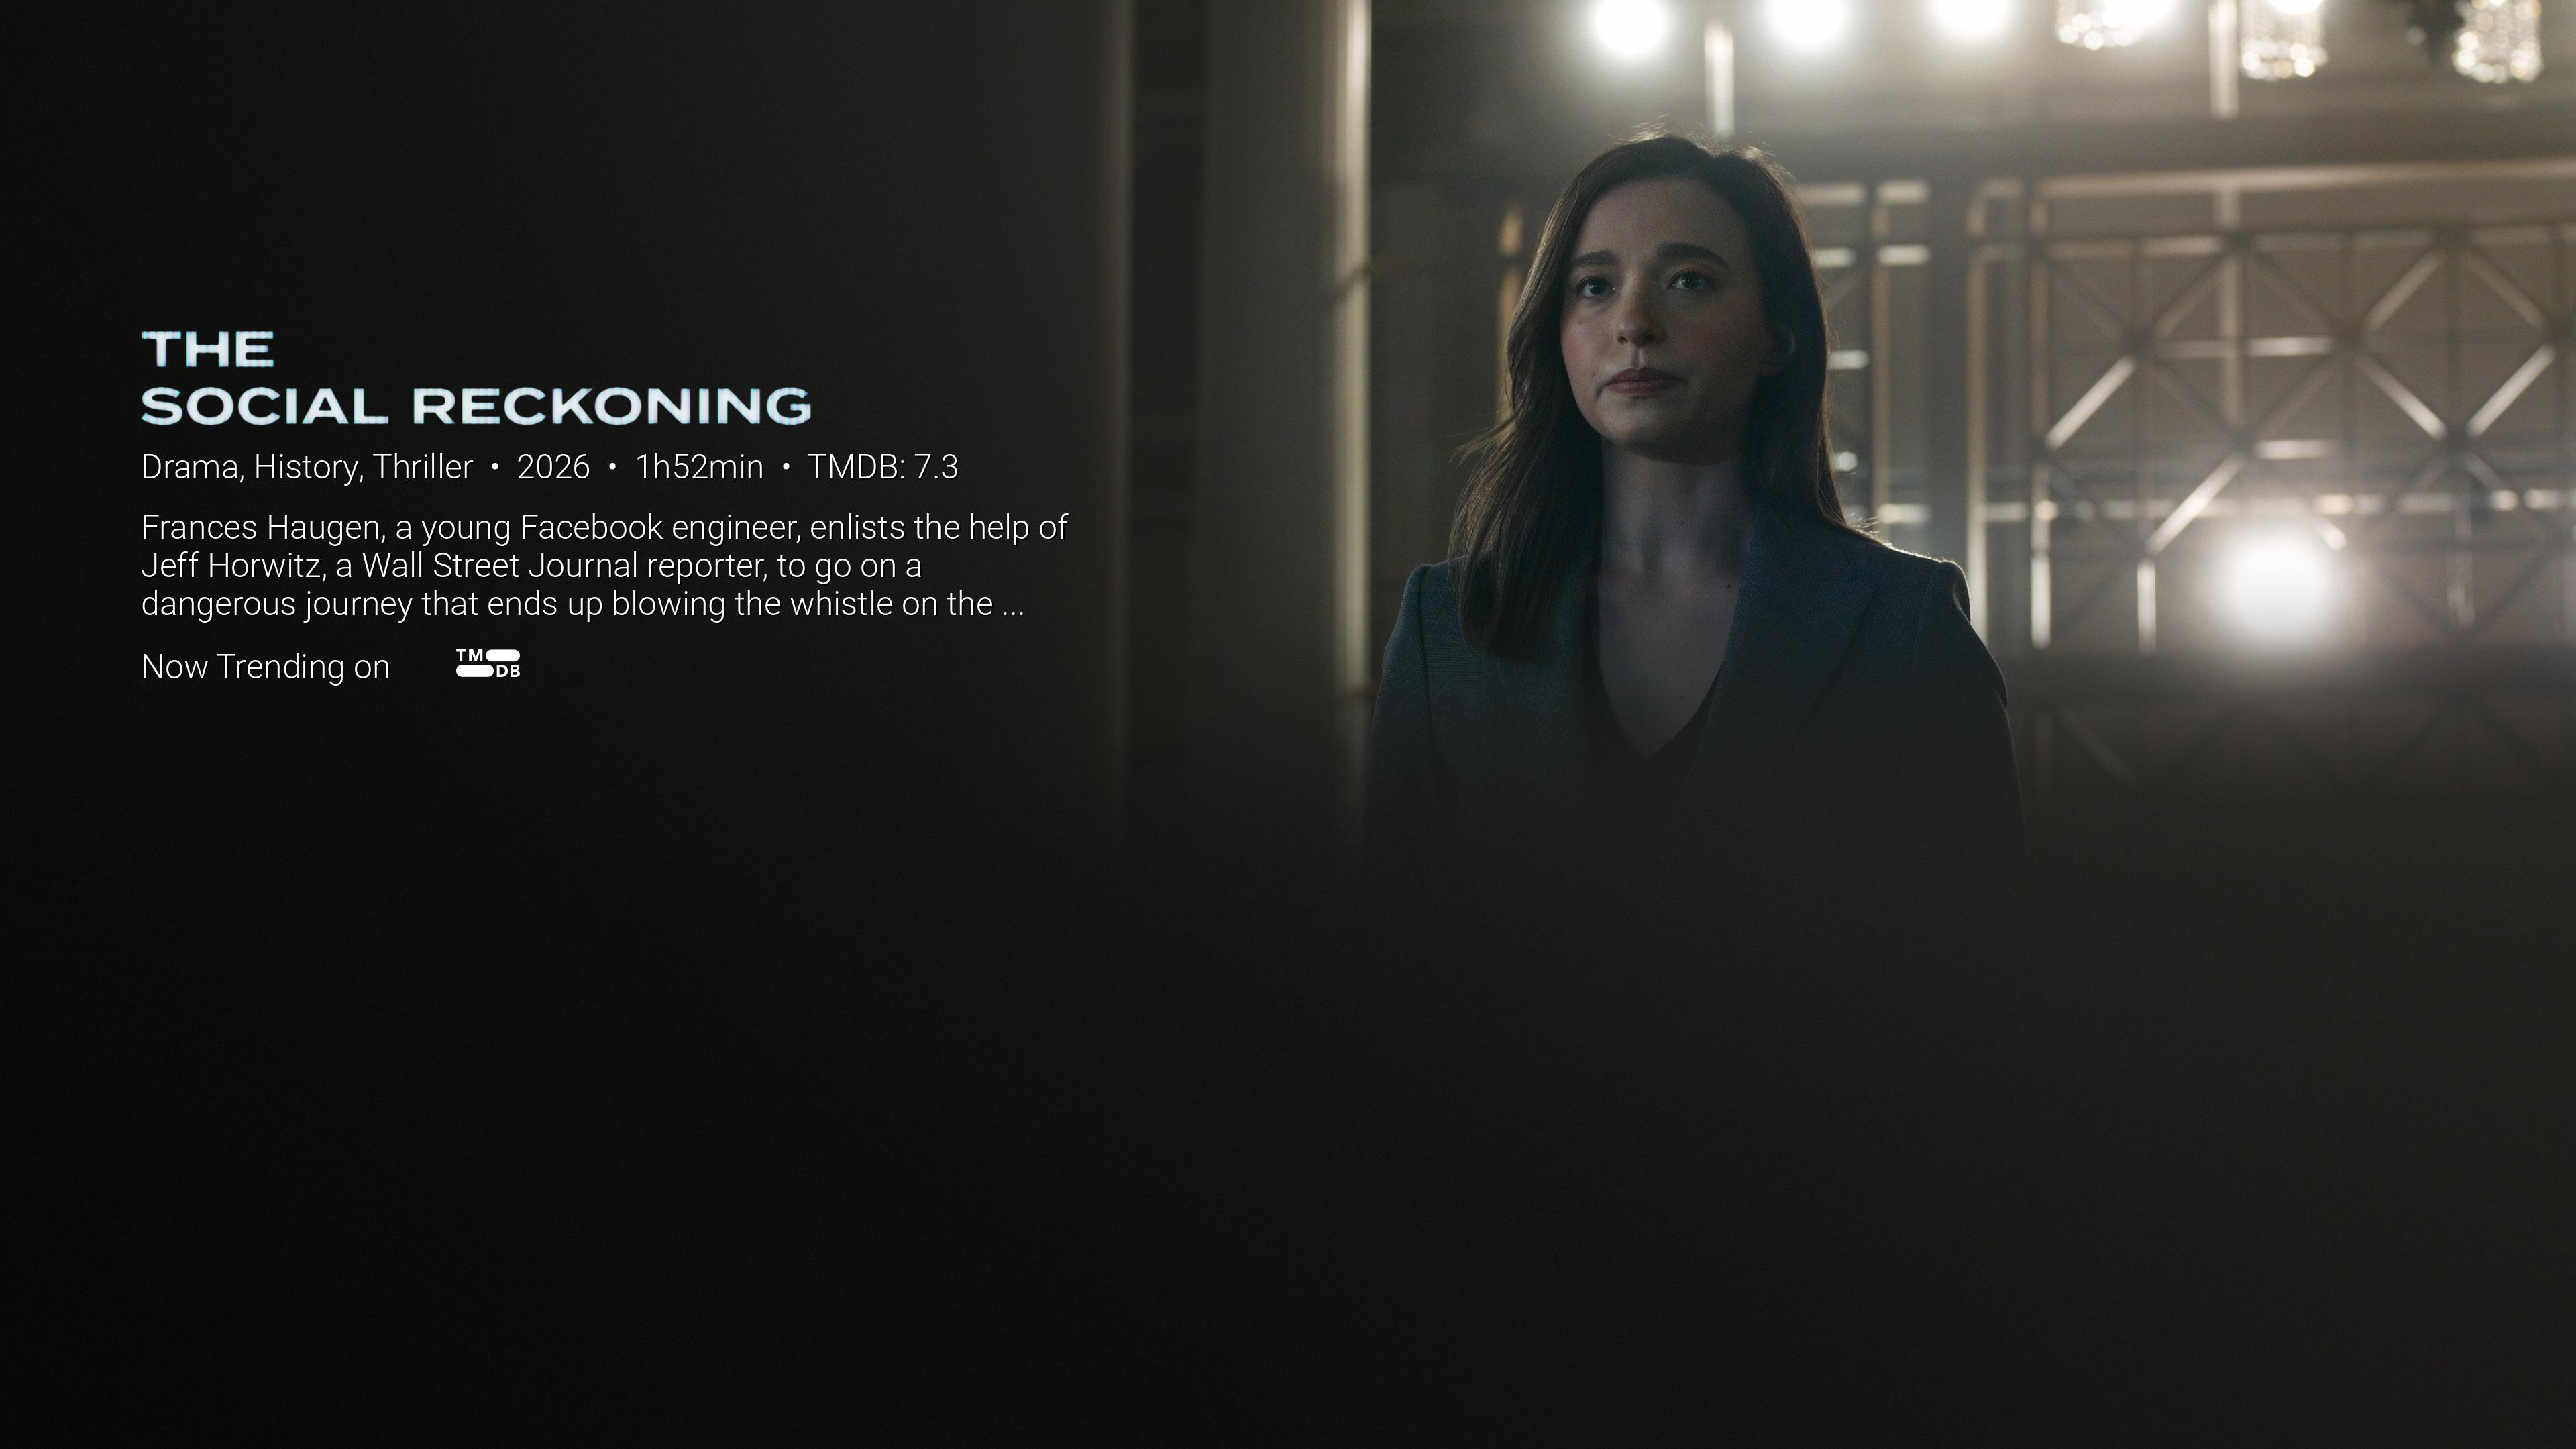 THE
SOCIAL RECKONING
Drama, History, Thriller • 2026 • 1h52min • TMDB: 7.3
Frances Haugen, a young Facebook engineer, enlists the help of
Jeff Horwitz, a Wall Street Journal reporter, to go on a
dangerous journey that ends up blowing the whistle on the ...
Now Trending on TMDB